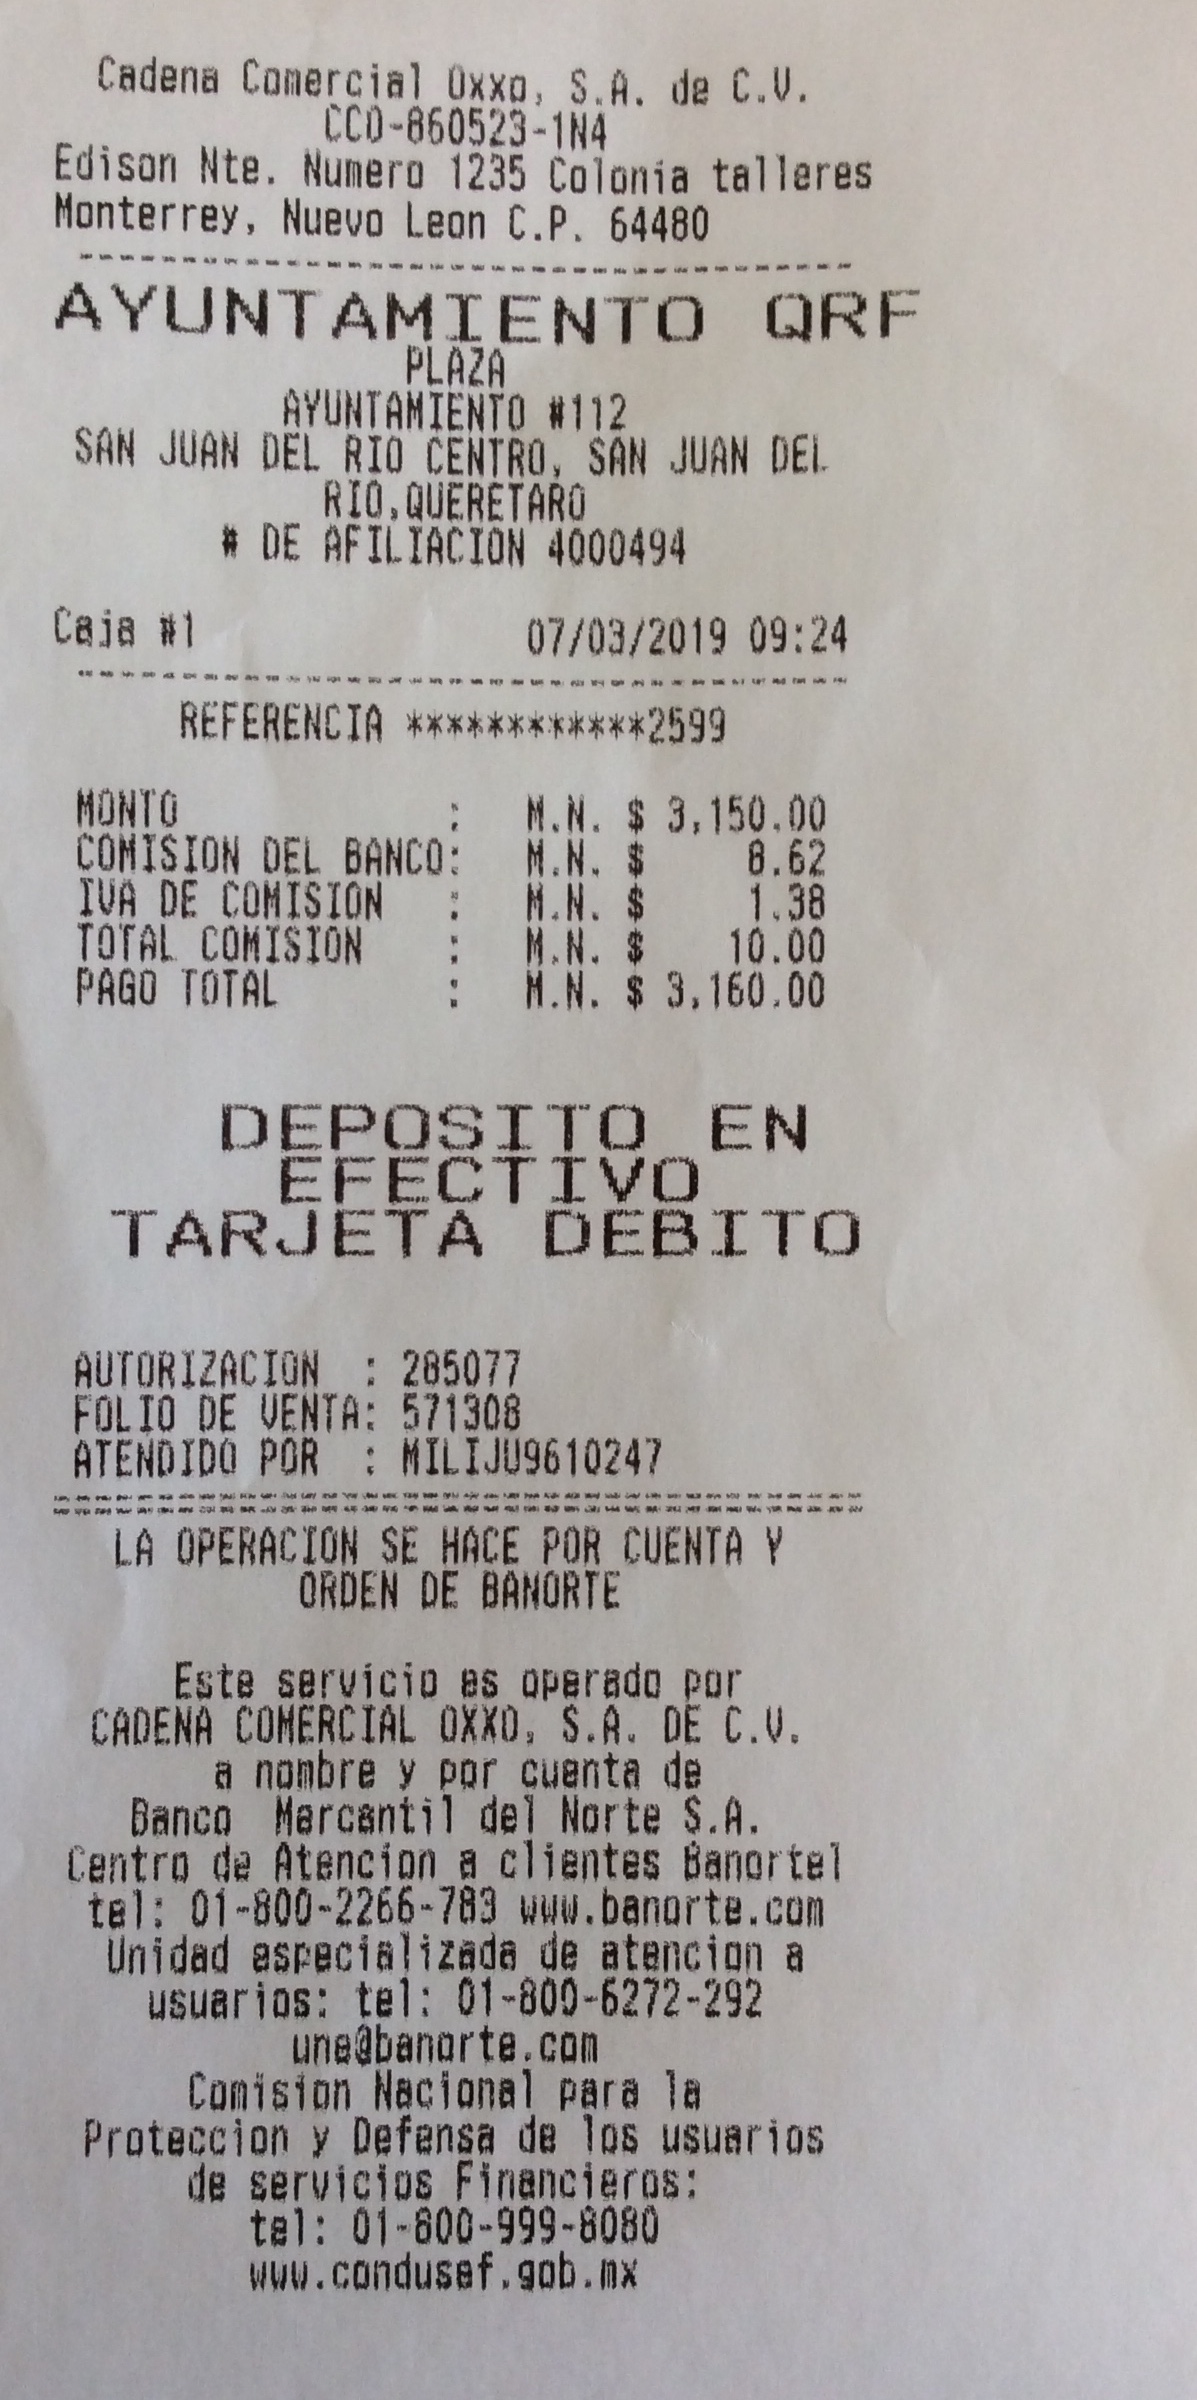 Cadena Comercial Oxxo, S.A. de C.V.
CCO-860523-1N4
Edison Nte. Numero 1235 Colonia talleres
Monterrey, Nuevo Leon C.P. 64480
AYUNTAMIENTO QRF
PLAZA
AYUNTAMIENTO #112
SAN JUAN DEL RIO CENTRO, SAN JUAN DEL
RIO,QUERETARO
# DE AFILIACION 4000494
Caja #1 07/03/2019 09:24
REFERENCIA ************2599
MONTO : M.N. $ 3,150.00
COMISION DEL BANCO: M.N. $ 8.62
IVA DE COMISION : M.N. $ 1.38
TOTAL COMISION : M.N. $ 10.00
PAGO TOTAL : M.N. $ 3,160.00
DEPOSITO EN
EFECTIVO
TARJETA DEBITO
AUTORIZACION : 285077
FOLIO DE VENTA: 571308
ATENDIDO POR : MILIJU9610247
LA OPERACION SE HACE POR CUENTA Y
ORDEN DE BANORTE
Este servicio es operado por
CADENA COMERCIAL OXXO, S.A. DE C.V.
a nombre y por cuenta de
Banco Mercantil del Norte S.A.
Centro de Atencion a clientes Banortel
tel: 01-800-2266-783 www.banorte.com
Unidad especializada de atencion a
usuarios: tel: 01-800-6272-292
une@banorte.com
Comision Nacional para la
Proteccion y Defensa de los usuarios
de servicios Financieros:
tel: 01-800-999-8080
www.condusef.gob.mx